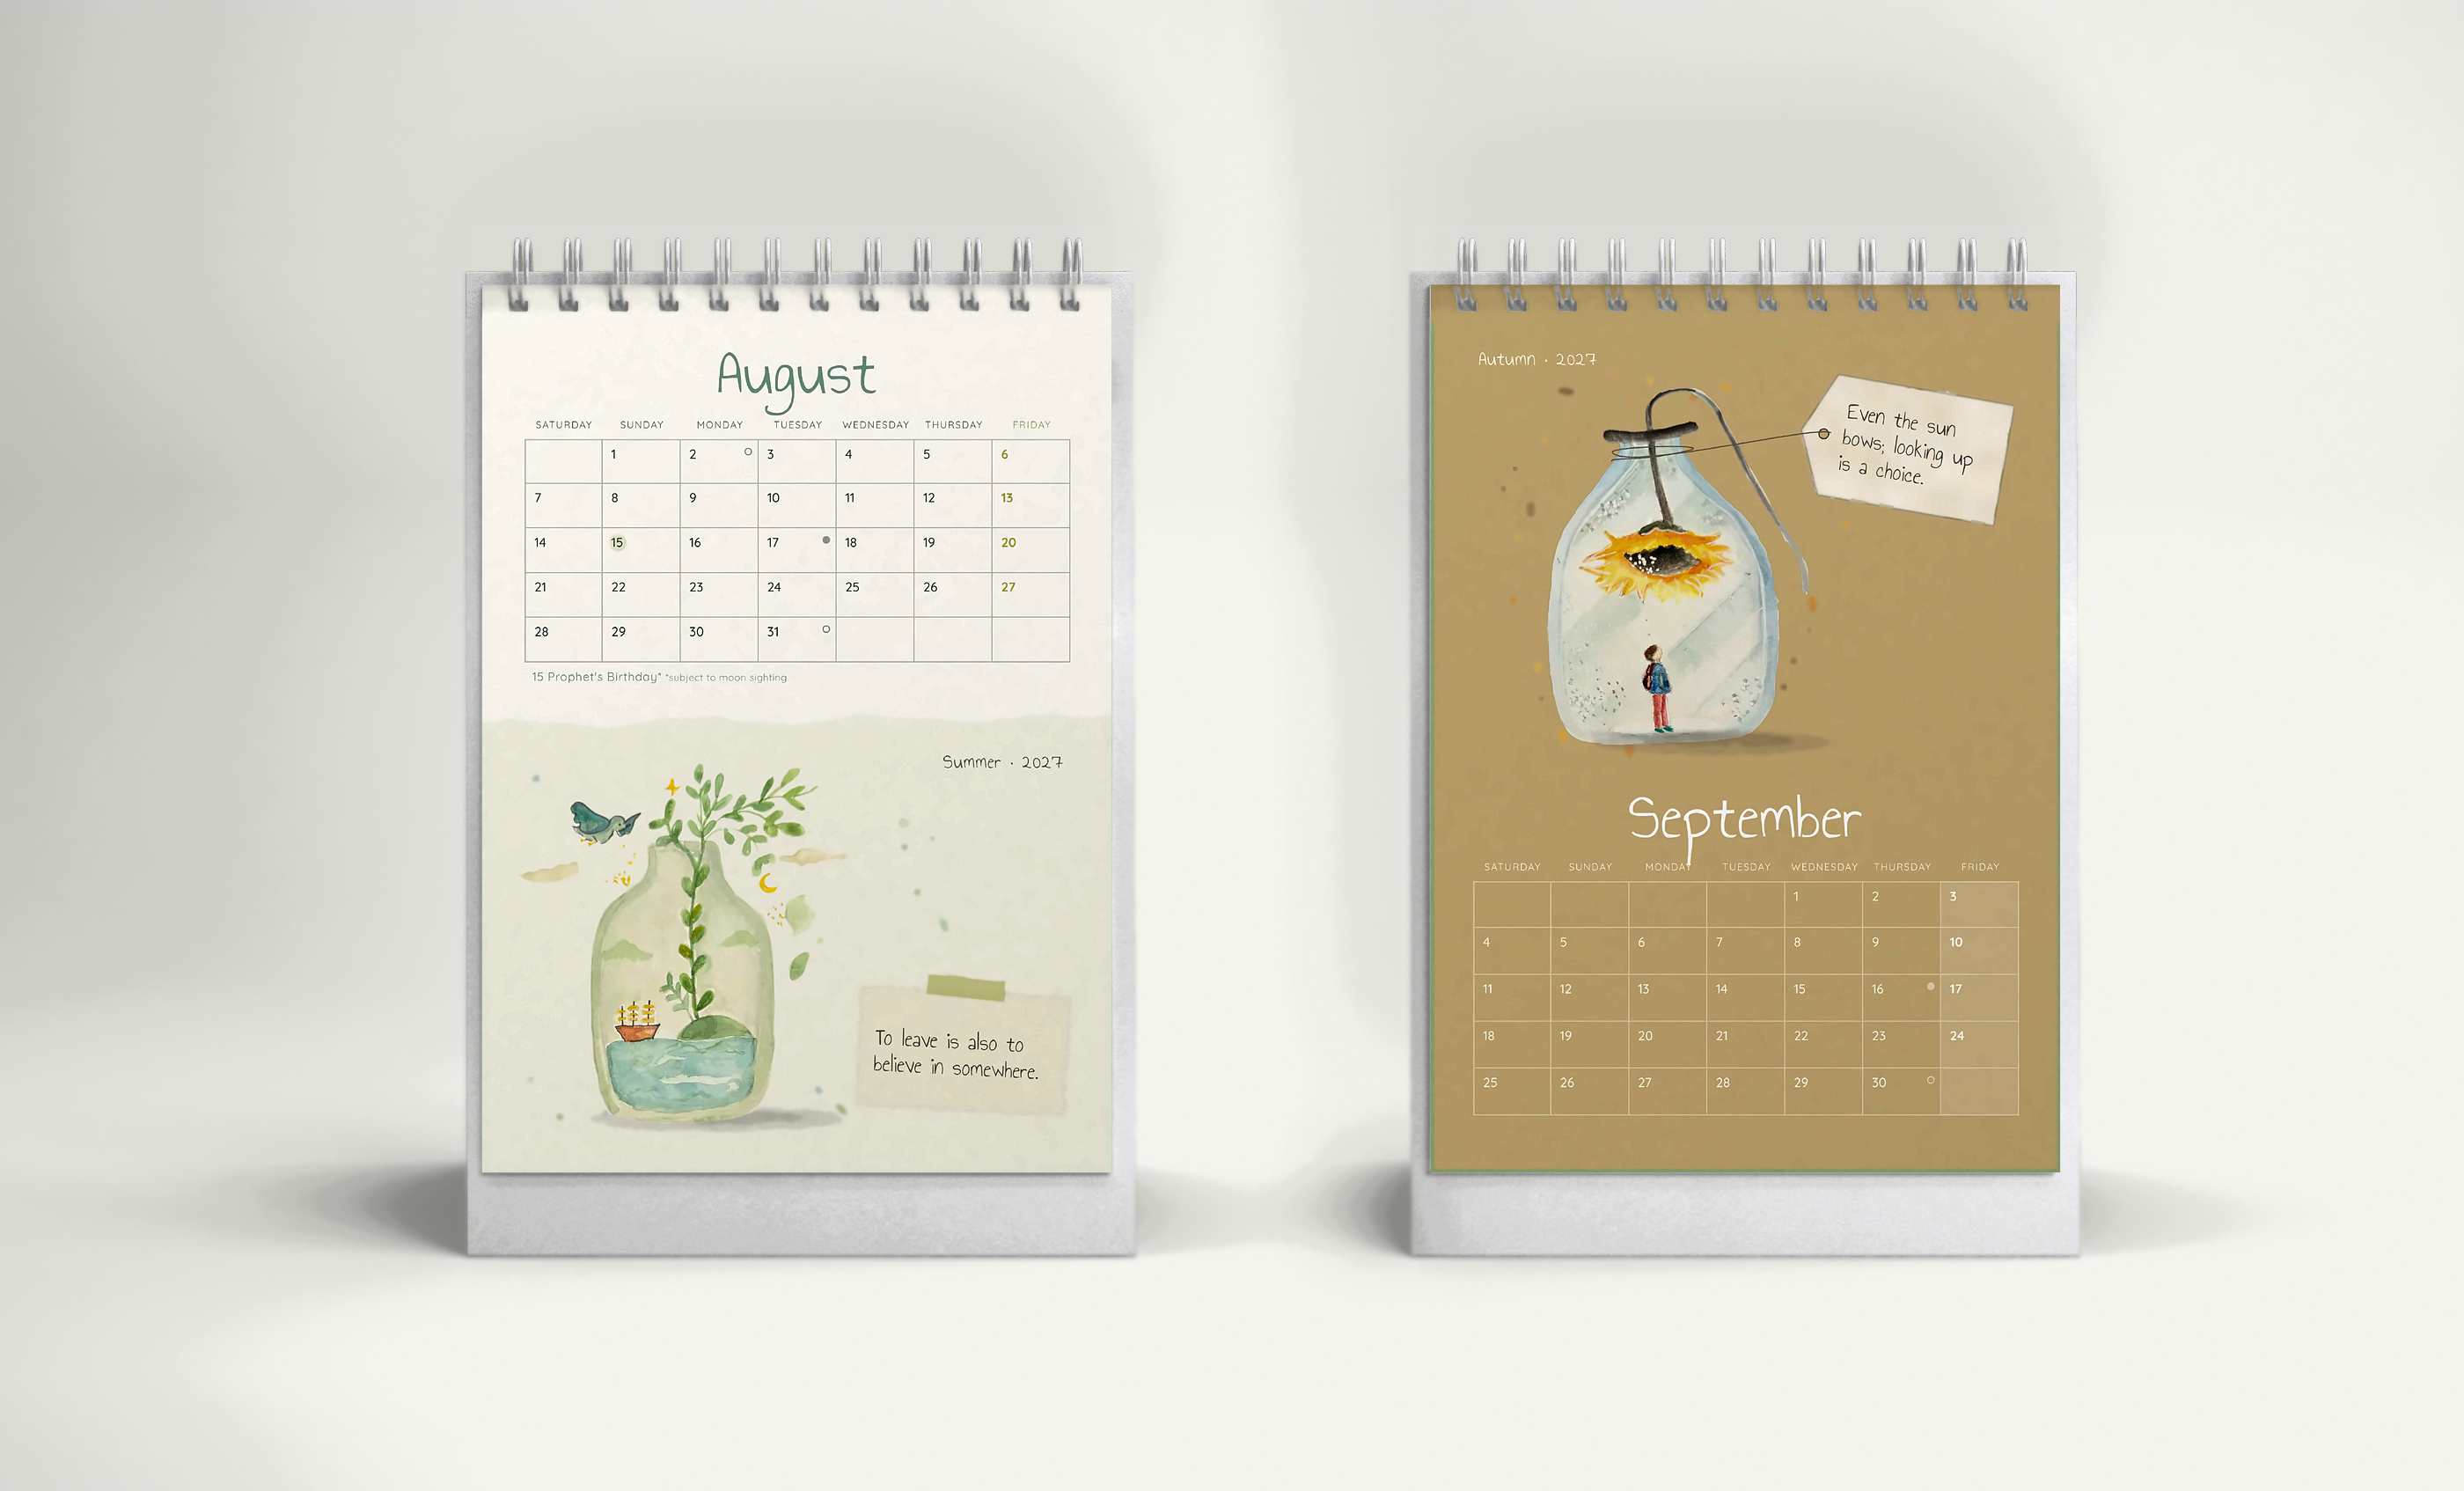 August
SATURDAY SUNDAY MONDAY TUESDAY WEDNESDAY THURSDAY FRIDAY
1 2 3 4 5 6
7 8 9 10 11 12 13
14 15 16 17 18 19 20
21 22 23 24 25 26 27
28 29 30 31
15 Prophet's Birthday* *subject to moon sighting
Summer · 2027
To leave is also to
believe in somewhere.
Autumn · 2027
Even the sun
bows; looking up
is a choice.
September
SATURDAY SUNDAY MONDAY TUESDAY WEDNESDAY THURSDAY FRIDAY
1 2 3
4 5 6 7 8 9 10
11 12 13 14 15 16 17
18 19 20 21 22 23 24
25 26 27 28 29 30